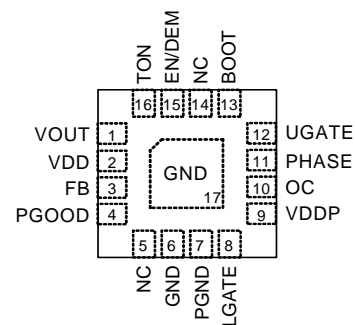 TON
EN/DEM
NC
BOOT
16 15 14 13
VOUT 1
VDD 2
FB 3
PGOOD 4
GND
17
12 UGATE
11 PHASE
10 OC
9 VDDP
5 6 7 8
NC
GND
PGND
LGATE